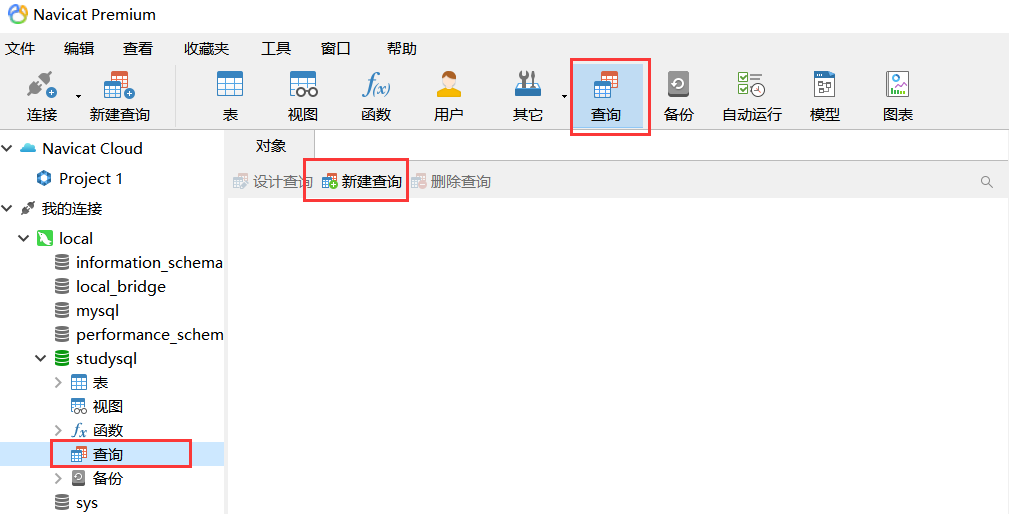 Navicat Premium
文件 编辑 查看 收藏夹 工具 窗口 帮助
连接 新建查询 表 视图 函数 用户 其它 查询 备份 自动运行 模型 图表
Navicat Cloud
Project 1
我的连接
local
information_schema
local_bridge
mysql
performance_schem
studysql
表
视图
函数
查询
备份
sys
对象
设计查询 新建查询 删除查询